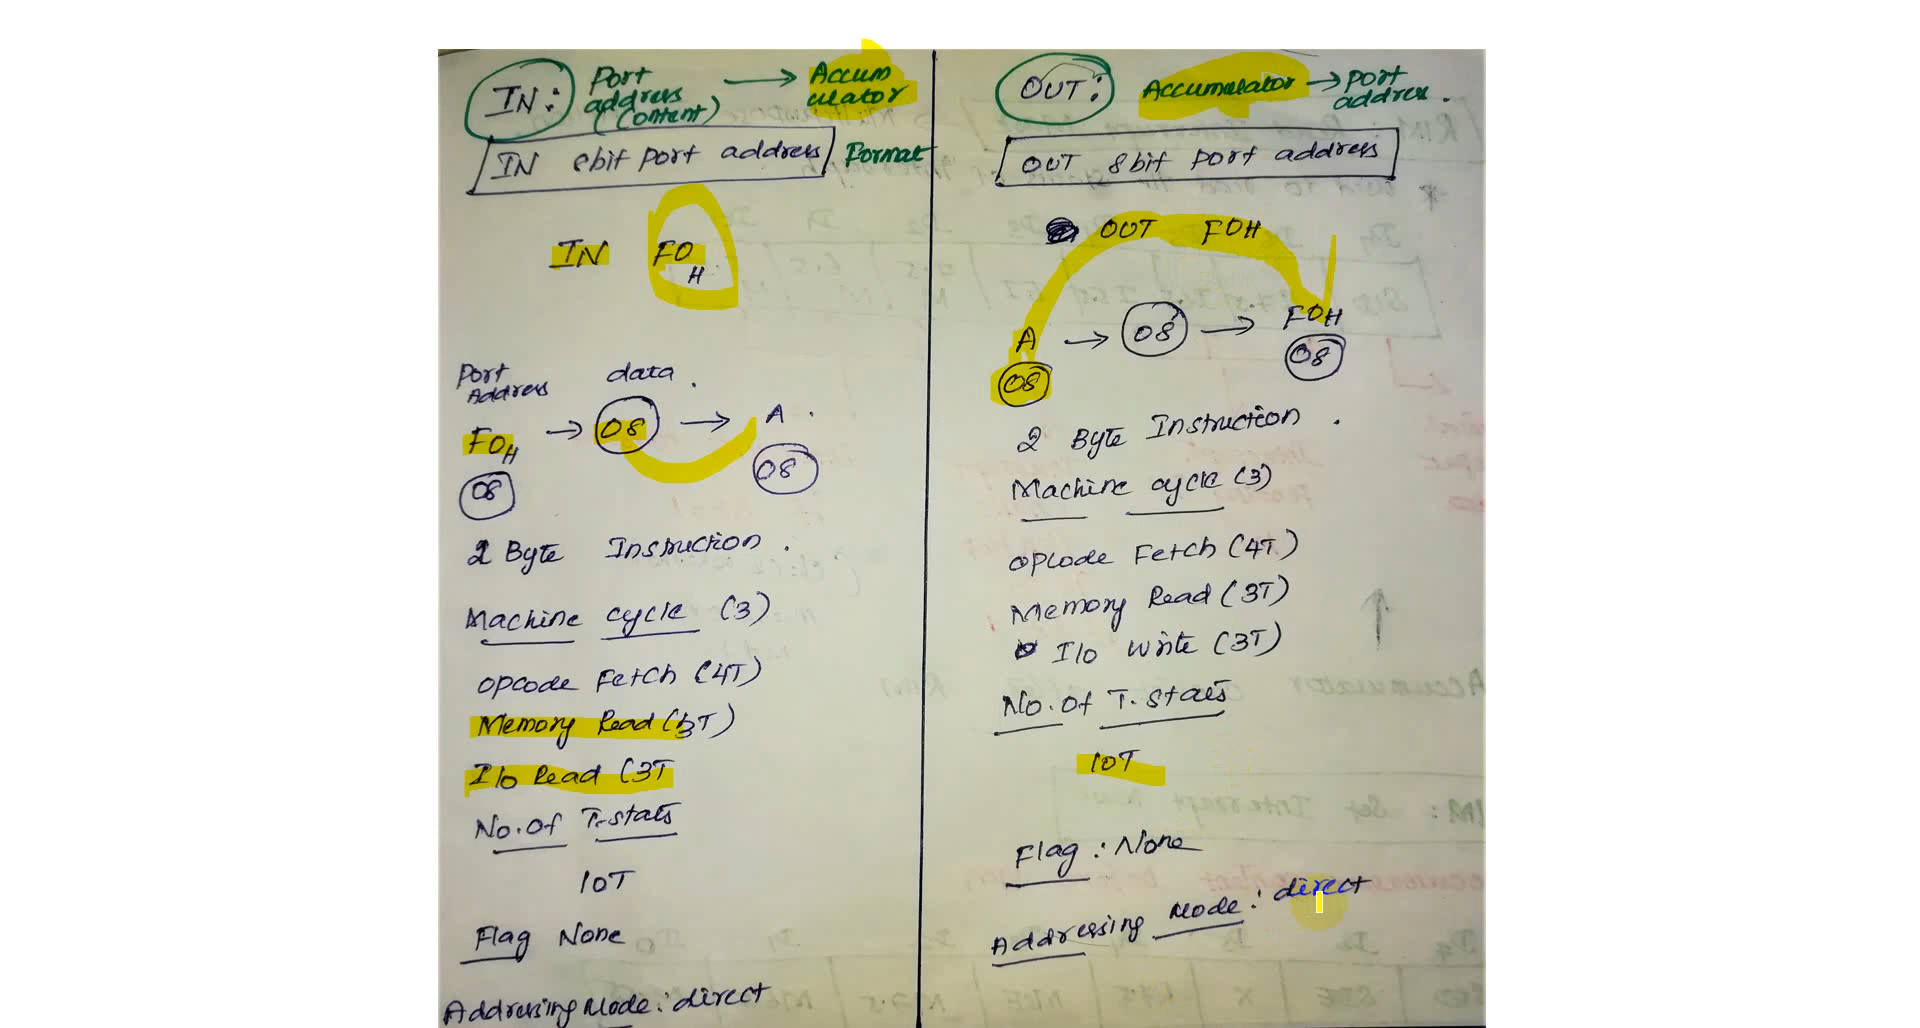 IN: Port address (Content) → Accumulator
IN 8bit port address Format
IN F0H
Port Address data.
F0H → 08 → A.
08 08
2 Byte Instruction.
Machine cycle (3)
opcode Fetch (4T)
Memory Read (3T)
I/o Read (3T
No. of T-stats
10T
Flag None
Addressing Mode: direct
OUT: Accumulator → port address.
OUT 8bit port address
OUT F0H
A → 08 → F0H
08 08
2 Byte Instruction.
Machine cycle (3)
opcode Fetch (4T)
Memory Read (3T)
I/o Write (3T)
No. of T. stats
10T
Flag: None
Addressing Mode: direct